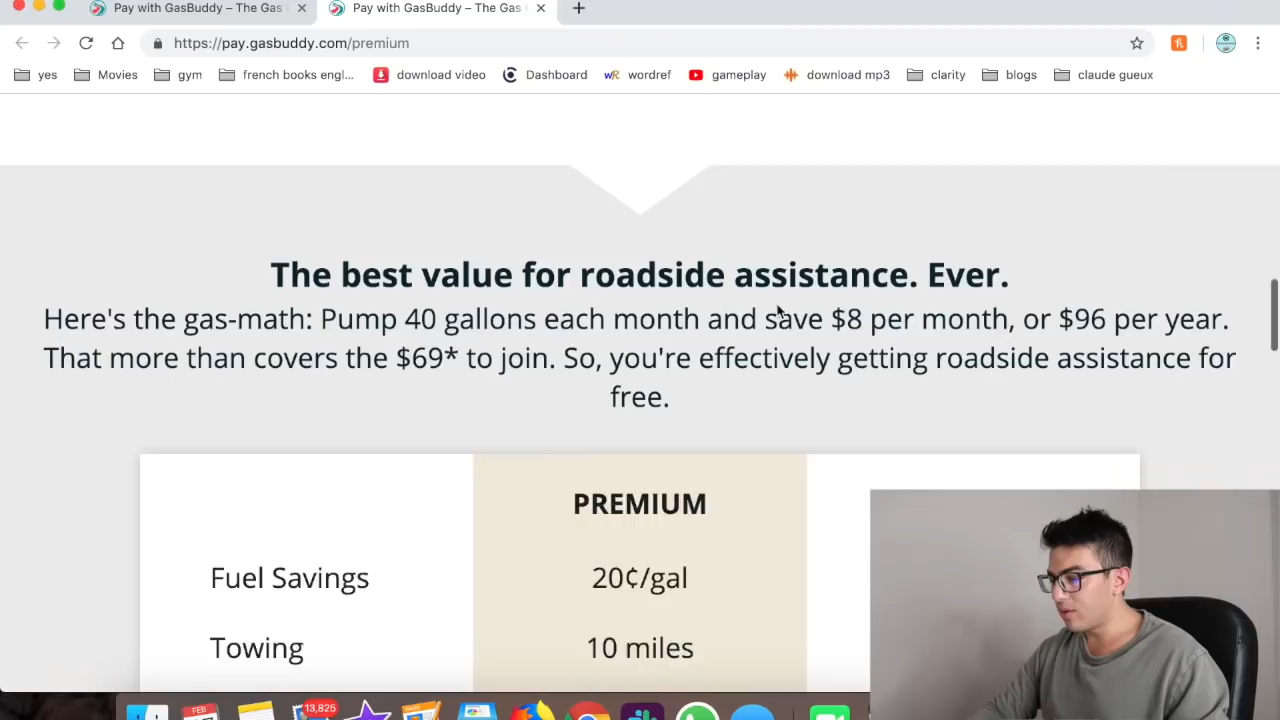 Pay with GasBuddy – The Gas
Pay with GasBuddy – The Gas
https://pay.gasbuddy.com/premium
yes
Movies
gym
french books engl...
download video
Dashboard
wR wordref
gameplay
download mp3
clarity
blogs
claude gueux
The best value for roadside assistance. Ever.
Here's the gas-math: Pump 40 gallons each month and save $8 per month, or $96 per year.
That more than covers the $69* to join. So, you're effectively getting roadside assistance for
free.
PREMIUM
Fuel Savings 20¢/gal
Towing 10 miles
FEB
13,825